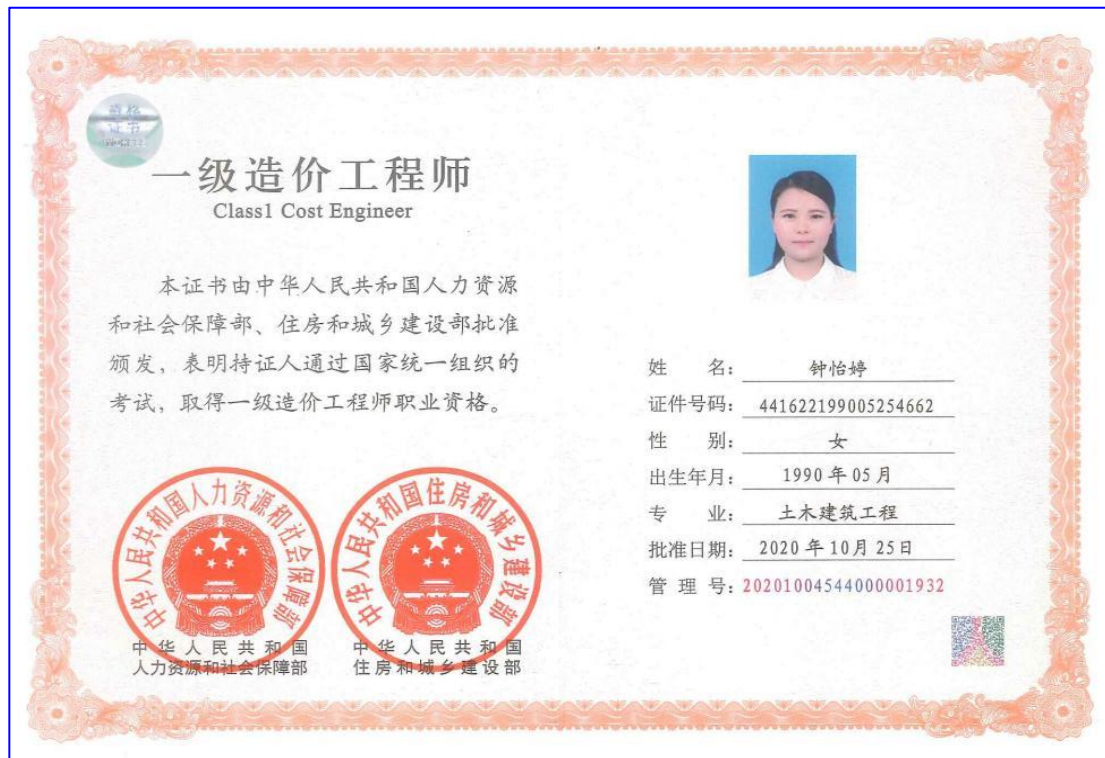 资格
证书
一级造价工程师
Class1 Cost Engineer
本证书由中华人民共和国人力资源
和社会保障部、住房和城乡建设部批准
颁发，表明持证人通过国家统一组织的
考试，取得一级造价工程师职业资格。
中华人民共和国人力资源和社会保障部
中华人民共和国住房和城乡建设部
中华人民共和国
人力资源和社会保障部
中华人民共和国
住房和城乡建设部
姓 名： 钟怡婷
证件号码： 441622199005254662
性 别： 女
出生年月： 1990年05月
专 业： 土木建筑工程
批准日期： 2020年10月25日
管 理 号：20201004544000001932